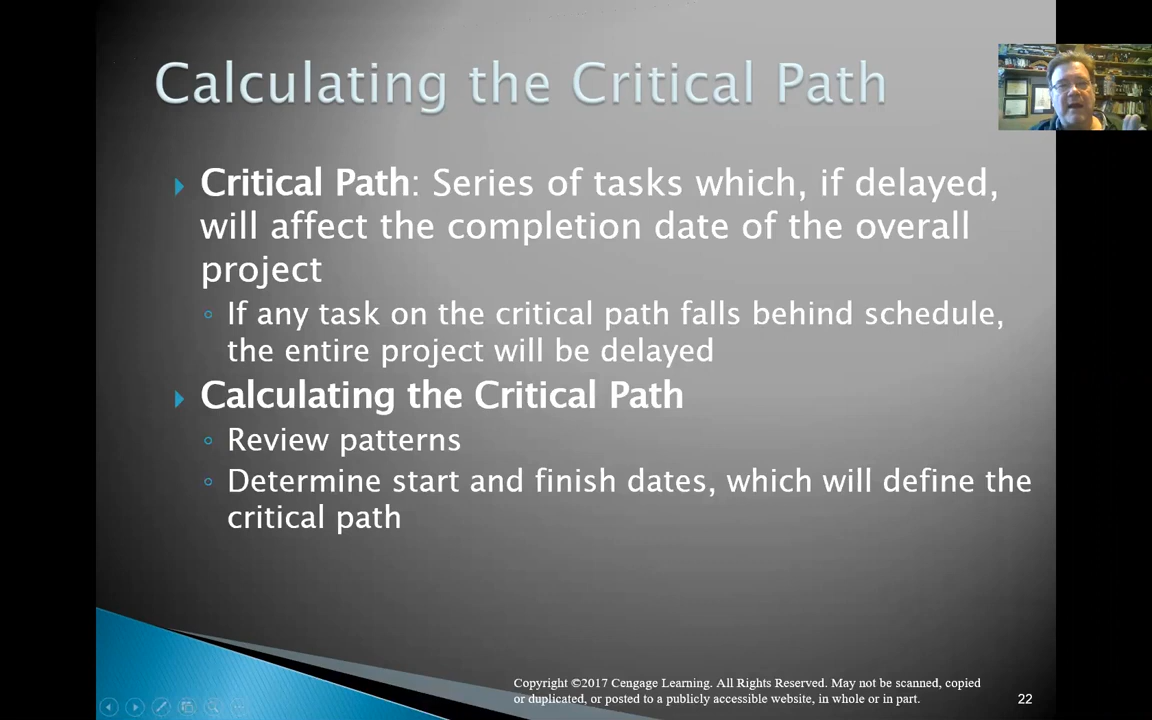 Calculating the Critical Path
Critical Path: Series of tasks which, if delayed,
will affect the completion date of the overall
project
If any task on the critical path falls behind schedule,
the entire project will be delayed
Calculating the Critical Path
Review patterns
Determine start and finish dates, which will define the
critical path
Copyright ©2017 Cengage Learning. All Rights Reserved. May not be scanned, copied
or duplicated, or posted to a publicly accessible website, in whole or in part.
22